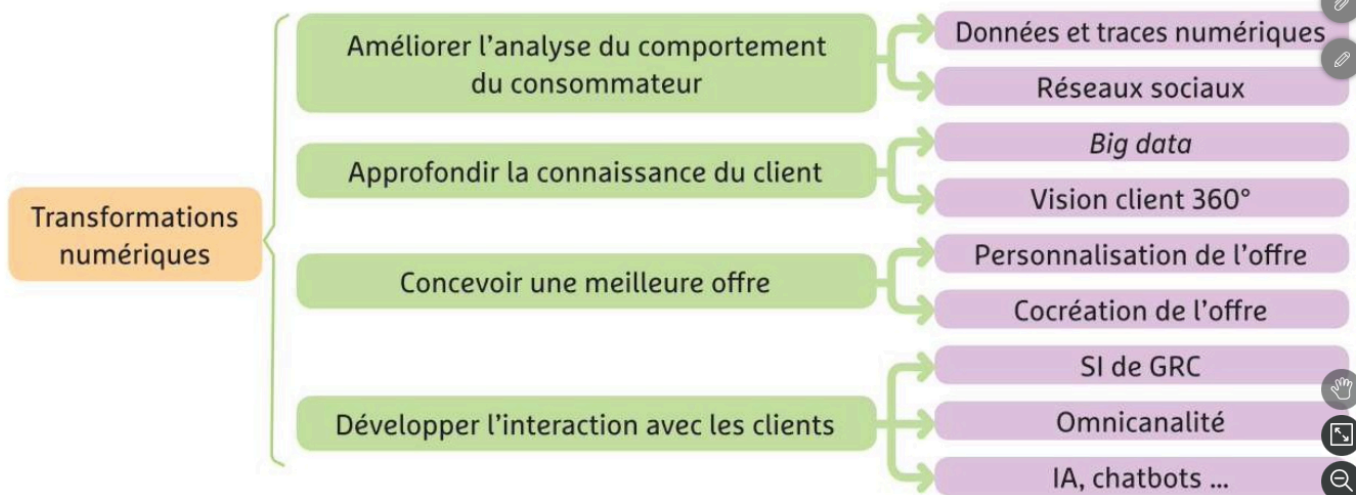 Transformations
numériques
Améliorer l'analyse du comportement
du consommateur
Données et traces numériques
Réseaux sociaux
Approfondir la connaissance du client
Big data
Vision client 360°
Concevoir une meilleure offre
Personnalisation de l'offre
Cocréation de l'offre
Développer l'interaction avec les clients
SI de GRC
Omnicanalité
IA, chatbots ...